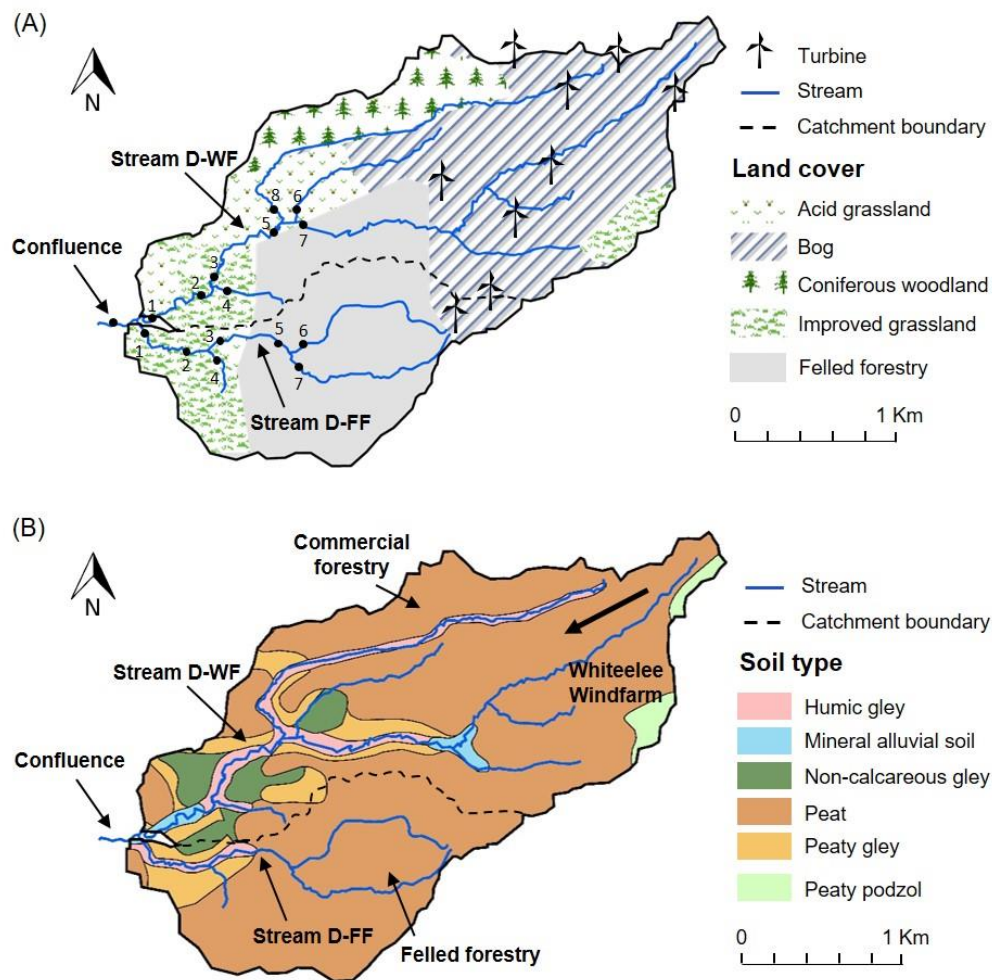 (A)
N
Stream D-WF
Confluence
8
6
5
7
3
2
4
1
1
2
3
4
5
6
7
Stream D-FF
Turbine
Stream
Catchment boundary
Land cover
Acid grassland
Bog
Coniferous woodland
Improved grassland
Felled forestry
0 1 Km
(B)
N
Commercial
forestry
Stream D-WF
Whiteelee
Windfarm
Confluence
Stream D-FF
Felled forestry
Stream
Catchment boundary
Soil type
Humic gley
Mineral alluvial soil
Non-calcareous gley
Peat
Peaty gley
Peaty podzol
0 1 Km